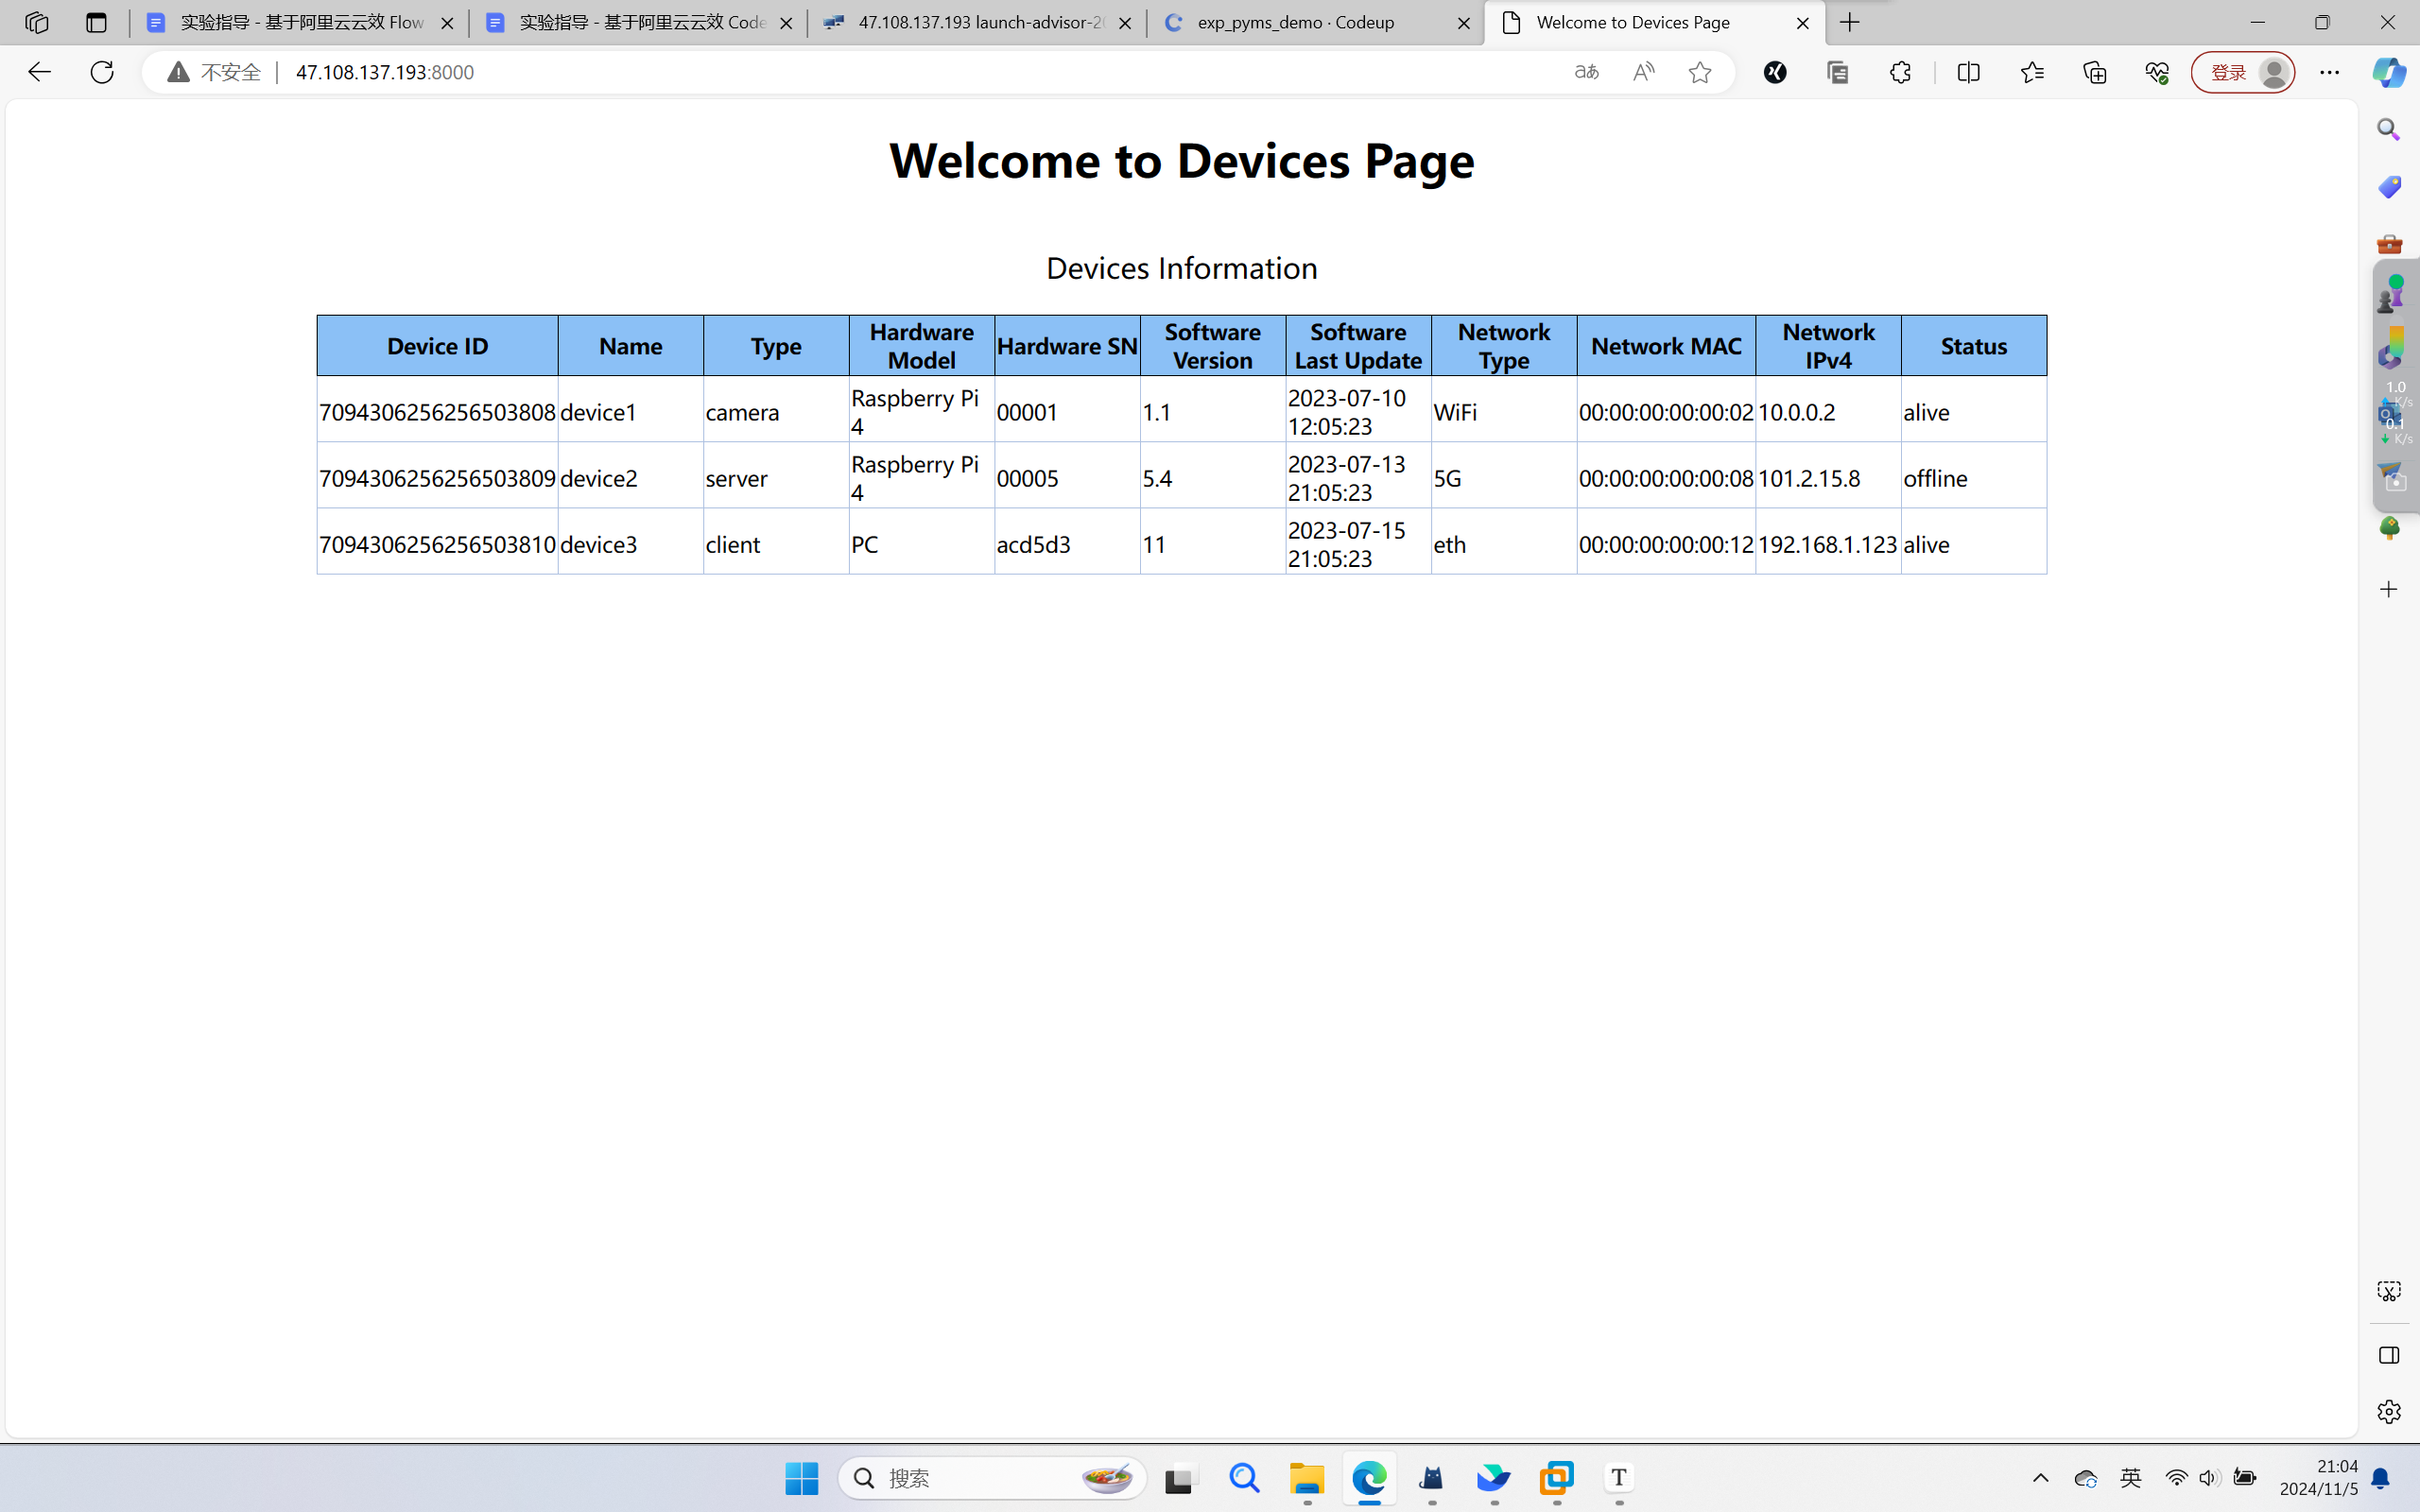 实验指导 - 基于阿里云云效 Flow
实验指导 - 基于阿里云云效 Code
47.108.137.193 launch-advisor-20
exp_pyms_demo · Codeup
Welcome to Devices Page
不安全
47.108.137.193:8000
登录
Welcome to Devices Page
Devices Information
Device ID Name Type Hardware Model Hardware SN Software Version Software Last Update Network Type Network MAC Network IPv4 Status
7094306256256503808 device1 camera Raspberry Pi 4 00001 1.1 2023-07-10 12:05:23 WiFi 00:00:00:00:00:02 10.0.0.2 alive
7094306256256503809 device2 server Raspberry Pi 4 00005 5.4 2023-07-13 21:05:23 5G 00:00:00:00:00:08 101.2.15.8 offline
7094306256256503810 device3 client PC acd5d3 11 2023-07-15 21:05:23 eth 00:00:00:00:00:12 192.168.1.123 alive
1.0
K/s
0.1
K/s
搜索
英
21:04
2024/11/5